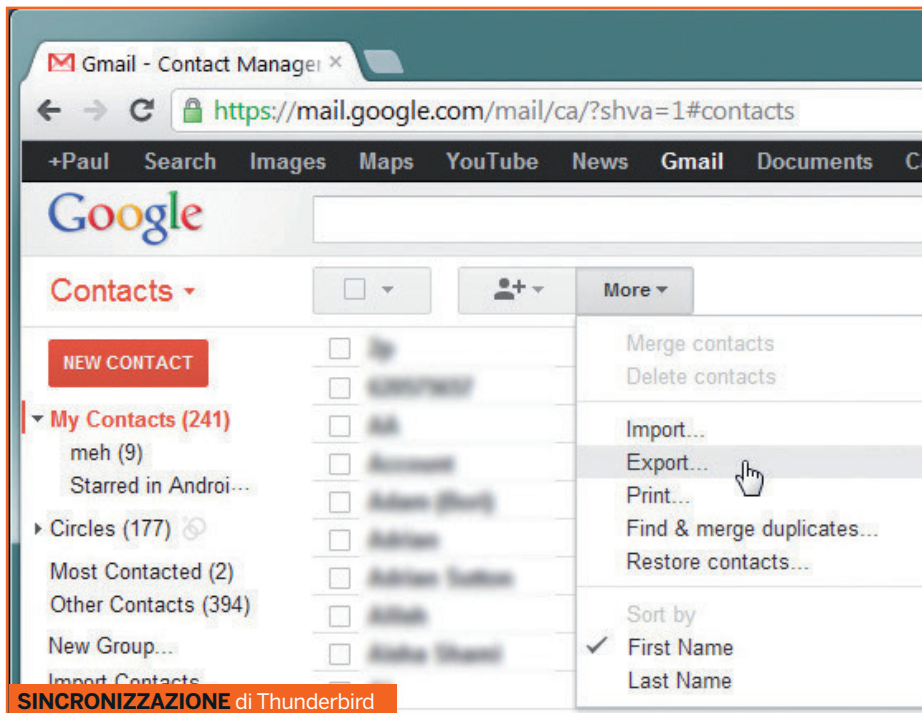 Gmail - Contact Manager ×
https://mail.google.com/mail/ca/?shva=1#contacts
+Paul Search Images Maps YouTube News Gmail Documents
Google
Contacts
More
NEW CONTACT
My Contacts (241)
meh (9)
Starred in Androi...
Circles (177)
Most Contacted (2)
Other Contacts (394)
New Group...
Import Contacts
Merge contacts
Delete contacts
Import...
Export...
Print...
Find & merge duplicates...
Restore contacts...
Sort by
First Name
Last Name
SINCRONIZZAZIONE di Thunderbird